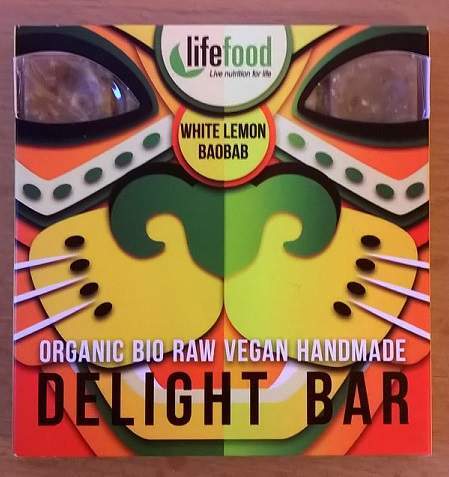 lifefood
Live nutrition for life
WHITE LEMON
BAOBAB
ORGANIC BIO RAW VEGAN HANDMADE
DELIGHT BAR